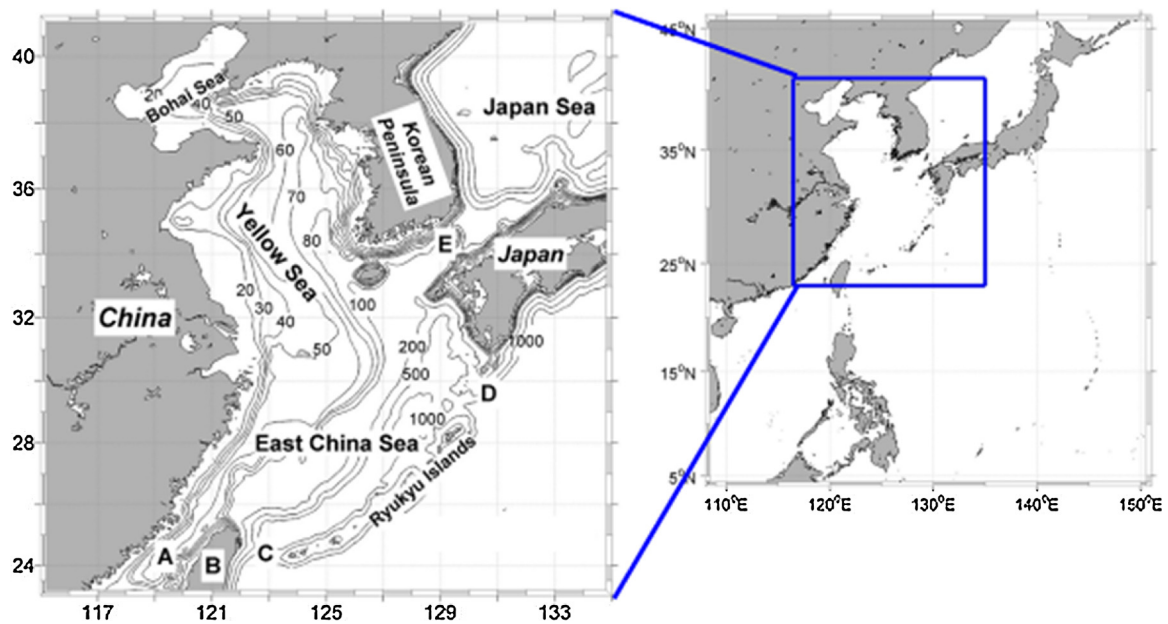 40
36
32
28
24
117
121
125
129
133
Bohai Sea
20
40
50
60
70
80
Japan Sea
Korean
Peninsula
Yellow Sea
E
Japan
China
20
30
40
50
100
200
500
1000
1000
D
East China Sea
Ryukyu Islands
A
B
C
45°N
35°N
25°N
15°N
5°N
110°E
120°E
130°E
140°E
150°E